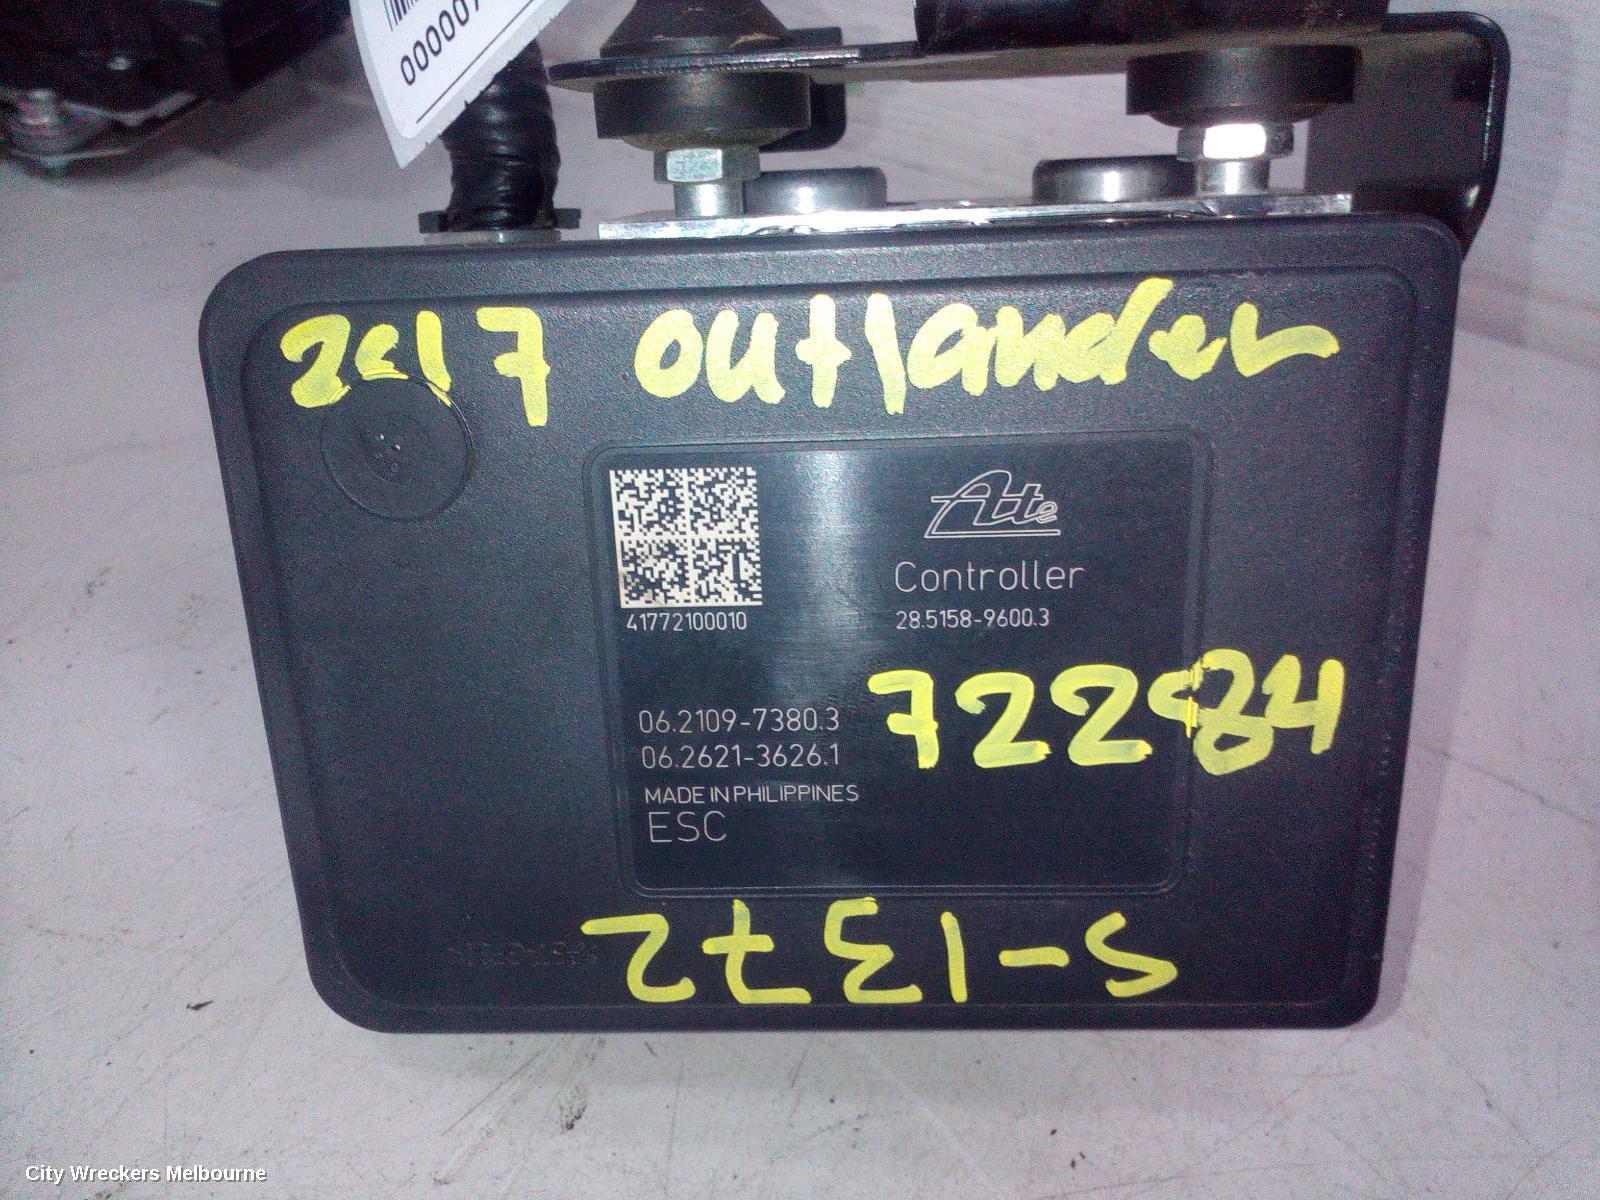 2017 outlander
Ate
Controller
41772100010
28.5158-9600.3
72284
06.2109-7380.3
06.2621-3626.1
MADE IN PHILIPPINES
ESC
S-1372
City Wreckers Melbourne